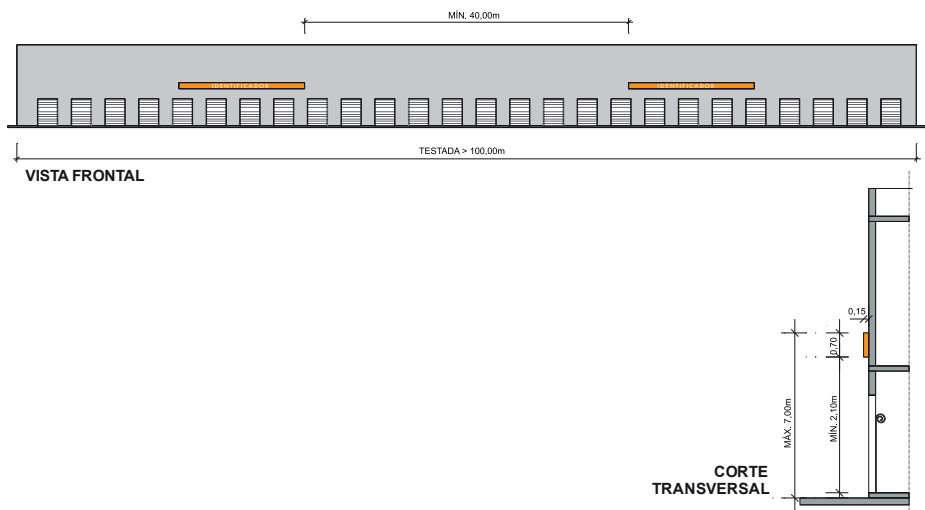 MÍN. 40,00m
IDENTIFICADOR
IDENTIFICADOR
TESTADA > 100,00m
VISTA FRONTAL
0,15
0,70
MÁX. 7,00m
MÍN. 2,10m
CORTE
TRANSVERSAL